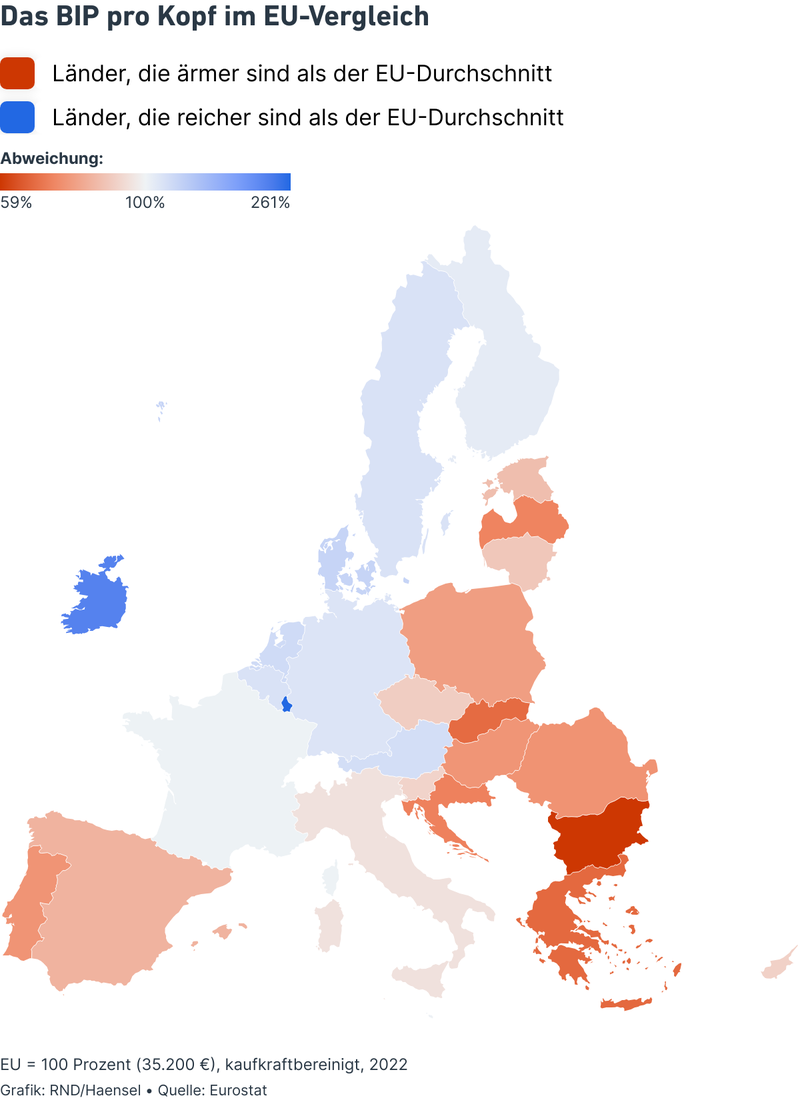 Das BIP pro Kopf im EU-Vergleich
Länder, die ärmer sind als der EU-Durchschnitt
Länder, die reicher sind als der EU-Durchschnitt
Abweichung:
59% 100% 261%
EU = 100 Prozent (35.200 €), kaufkraftbereinigt, 2022
Grafik: RND/Haensel • Quelle: Eurostat